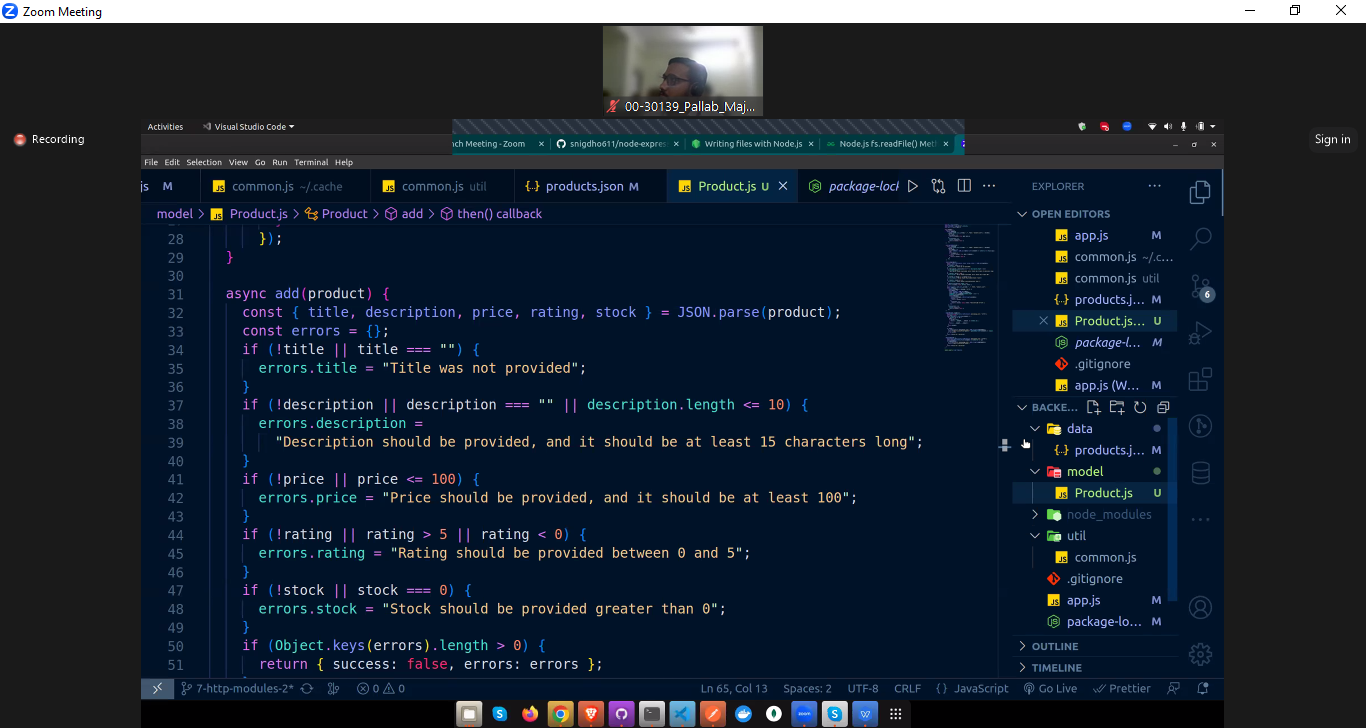 Zoom Meeting
00-30139_Pallab_Maj...
Recording
Sign in
Activities
Visual Studio Code
nch Meeting - Zoom
snigdho611/node-expres
Writing files with Node.js
Node.js fs.readFile() Met
File Edit Selection View Go Run Terminal Help
js M
common.js ~/.cache
common.js util
products.json M
Product.js U
package-lock
EXPLORER
model > Product.js > Product > add > then() callback
OPEN EDITORS
app.js M
common.js ~/.c...
common.js util
products.j... M
Product.js... U
package-l... M
.gitignore
app.js (W... M
BACKE...
data
products.j... M
model
Product.js U
node_modules
util
common.js
.gitignore
app.js M
package-lo... M
OUTLINE
TIMELINE
6
28 });
29 }
30
31 async add(product) {
32 const { title, description, price, rating, stock } = JSON.parse(product);
33 const errors = {};
34 if (!title || title === "") {
35 errors.title = "Title was not provided";
36 }
37 if (!description || description === "" || description.length <= 10) {
38 errors.description =
39 "Description should be provided, and it should be at least 15 characters long";
40 }
41 if (!price || price <= 100) {
42 errors.price = "Price should be provided, and it should be at least 100";
43 }
44 if (!rating || rating > 5 || rating < 0) {
45 errors.rating = "Rating should be provided between 0 and 5";
46 }
47 if (!stock || stock === 0) {
48 errors.stock = "Stock should be provided greater than 0";
49 }
50 if (Object.keys(errors).length > 0) {
51 return { success: false, errors: errors };
7-http-modules-2*
0 0
Ln 65, Col 13
Spaces: 2
UTF-8
CRLF
{} JavaScript
Go Live
Prettier